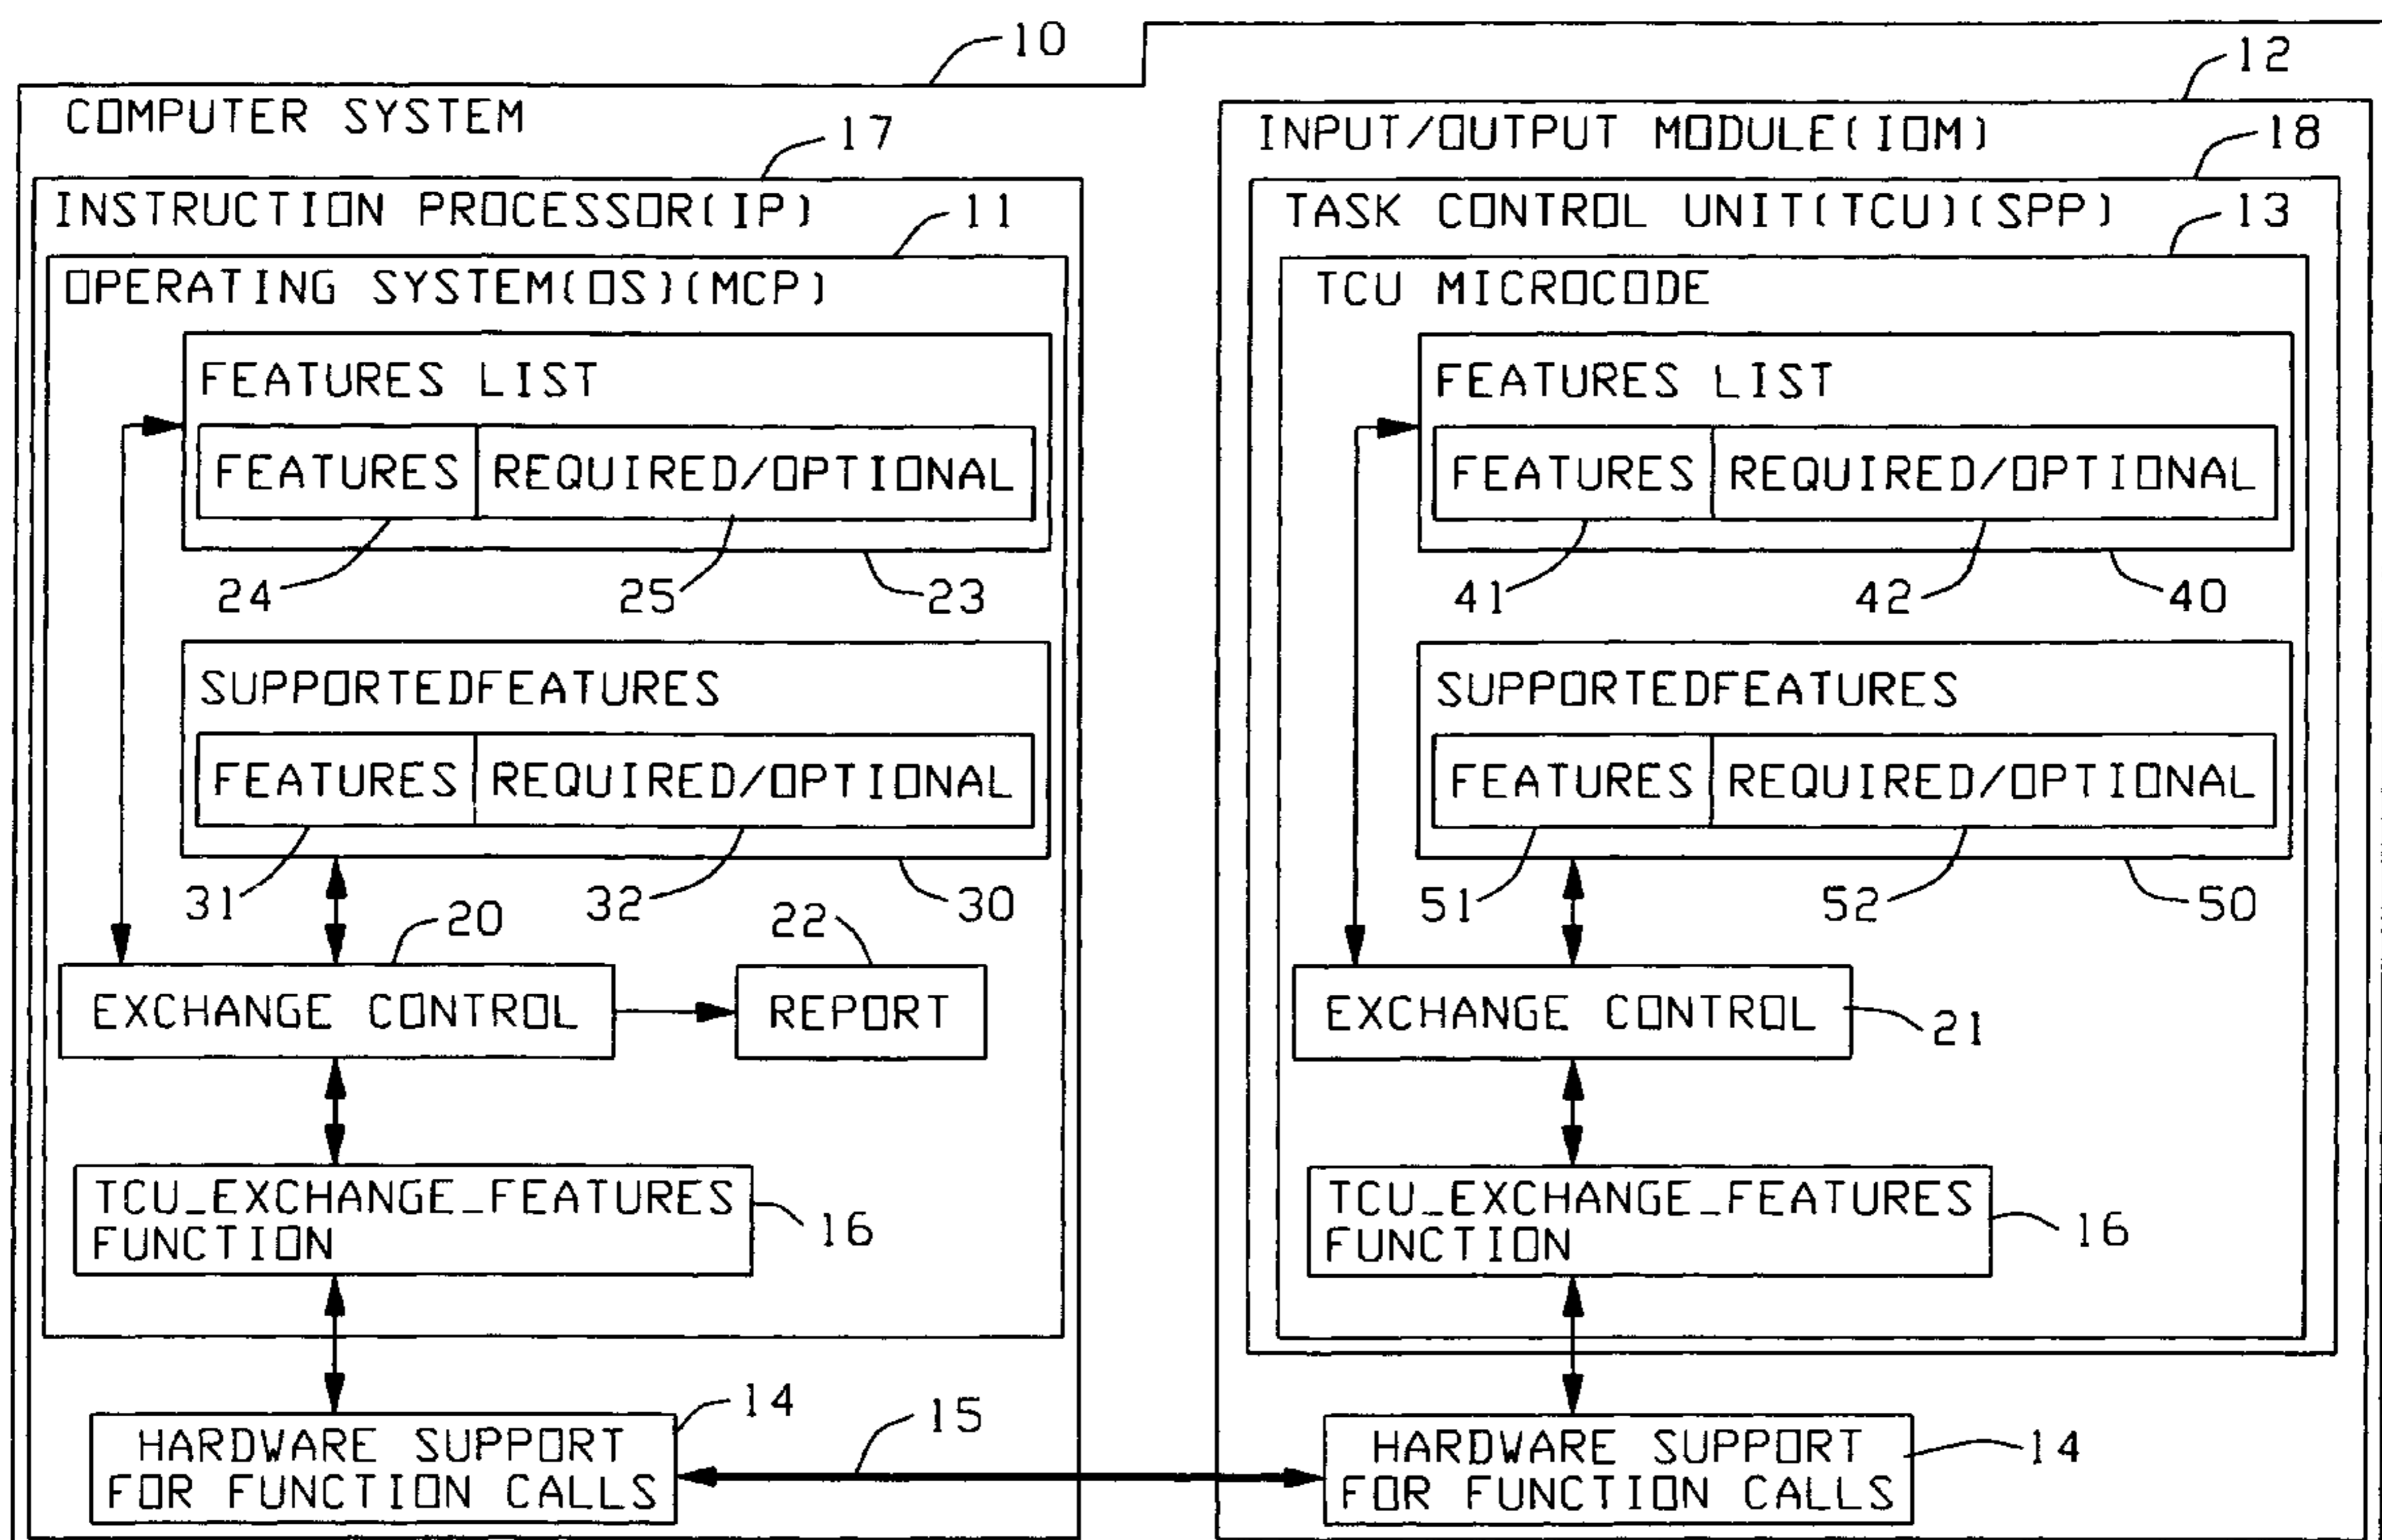 10
12
COMPUTER SYSTEM
17
INPUT/OUTPUT MODULE(IOM)
18
INSTRUCTION PROCESSOR(IP)
11
TASK CONTROL UNIT(TCU)(SPP)
13
OPERATING SYSTEM(OS)(MCP)
TCU MICROCODE
FEATURES LIST
FEATURES LIST
FEATURES REQUIRED/OPTIONAL
FEATURES REQUIRED/OPTIONAL
24 25 23
41 42 40
SUPPORTEDFEATURES
SUPPORTEDFEATURES
FEATURES REQUIRED/OPTIONAL
FEATURES REQUIRED/OPTIONAL
31 20 32 22 30
51 52 50
EXCHANGE CONTROL
REPORT
EXCHANGE CONTROL
21
TCU_EXCHANGE_FEATURES
FUNCTION
16
TCU_EXCHANGE_FEATURES
FUNCTION
16
14
15
HARDWARE SUPPORT
FOR FUNCTION CALLS
HARDWARE SUPPORT
FOR FUNCTION CALLS
14